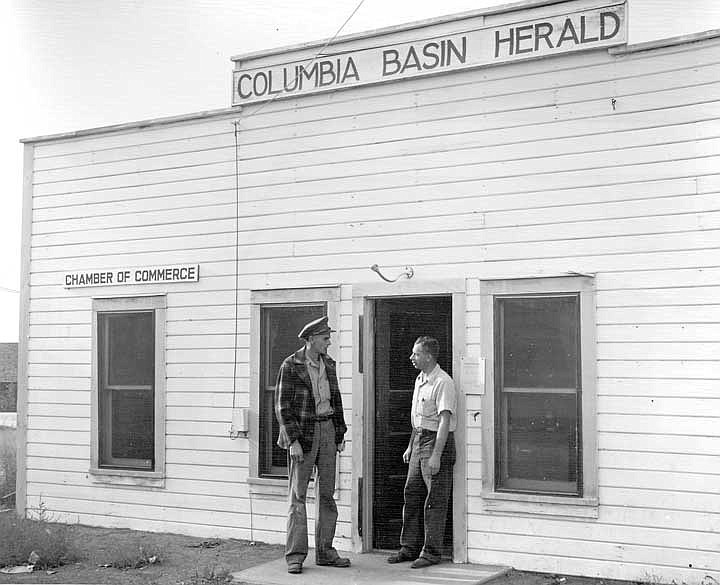 COLUMBIA BASIN HERALD
CHAMBER OF COMMERCE